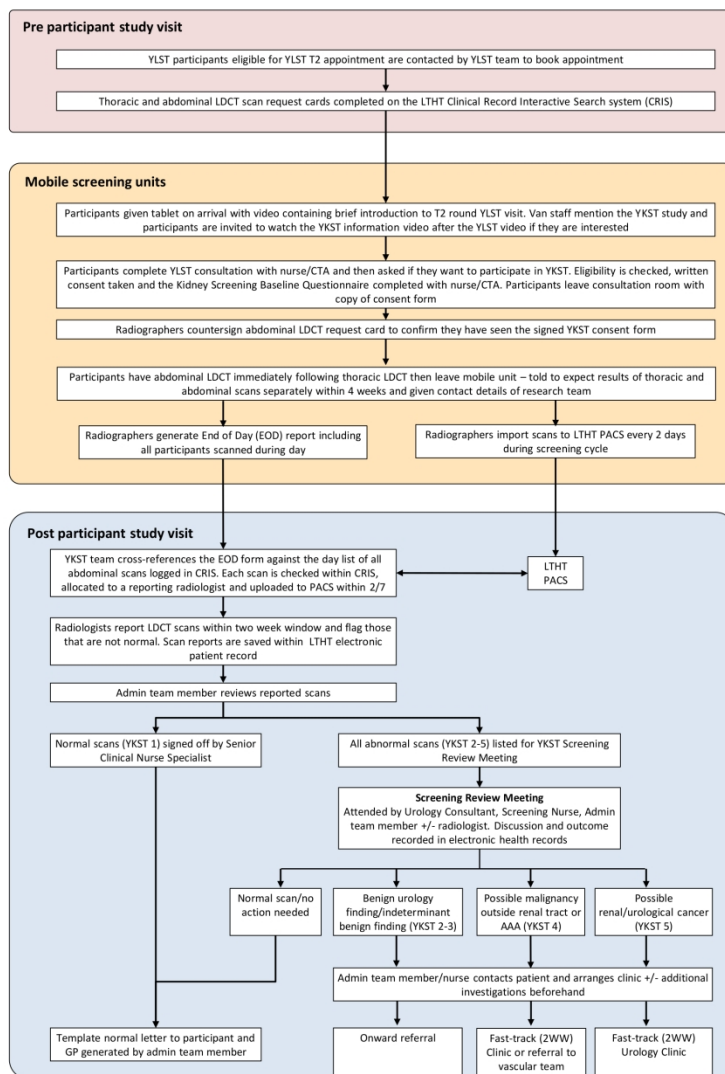 Pre participant study visit
YLST participants eligible for YLST T2 appointment are contacted by YLST team to book appointment
Thoracic and abdominal LDCT scan request cards completed on the LTHT Clinical Record Interactive Search system (CRIS)
Mobile screening units
Participants given tablet on arrival with video containing brief introduction to T2 round YLST visit. Van staff mention the YKST study and
participants are invited to watch the YKST information video after the YLST video if they are interested
Participants complete YLST consultation with nurse/CTA and then asked if they want to participate in YKST. Eligibility is checked, written
consent taken and the Kidney Screening Baseline Questionnaire completed with nurse/CTA. Participants leave consultation room with
copy of consent form
Radiographers countersign abdominal LDCT request card to confirm they have seen the signed YKST consent form
Participants have abdominal LDCT immediately following thoracic LDCT then leave mobile unit – told to expect results of thoracic and
abdominal scans separately within 4 weeks and given contact details of research team
Radiographers generate End of Day (EOD) report including
all participants scanned during day
Radiographers import scans to LTHT PACS every 2 days
during screening cycle
Post participant study visit
YKST team cross-references the EOD form against the day list of all
abdominal scans logged in CRIS. Each scan is checked within CRIS,
allocated to a reporting radiologist and uploaded to PACS within 2/7
LTHT
PACS
Radiologists report LDCT scans within two week window and flag those
that are not normal. Scan reports are saved within LTHT electronic
patient record
Admin team member reviews reported scans
Normal scans (YKST 1) signed off by Senior
Clinical Nurse Specialist
All abnormal scans (YKST 2-5) listed for YKST Screening
Review Meeting
Screening Review Meeting
Attended by Urology Consultant, Screening Nurse, Admin
team member +/- radiologist. Discussion and outcome
recorded in electronic health records
Normal scan/no
action needed
Benign urology
finding/indeterminant
benign finding (YKST 2-3)
Possible malignancy
outside renal tract or
AAA (YKST 4)
Possible
renal/urological cancer
(YKST 5)
Admin team member/nurse contacts patient and arranges clinic +/- additional
investigations beforehand
Template normal letter to participant and
GP generated by admin team member
Onward referral
Fast-track (2WW)
Clinic or referral to
vascular team
Fast-track (2WW)
Urology Clinic